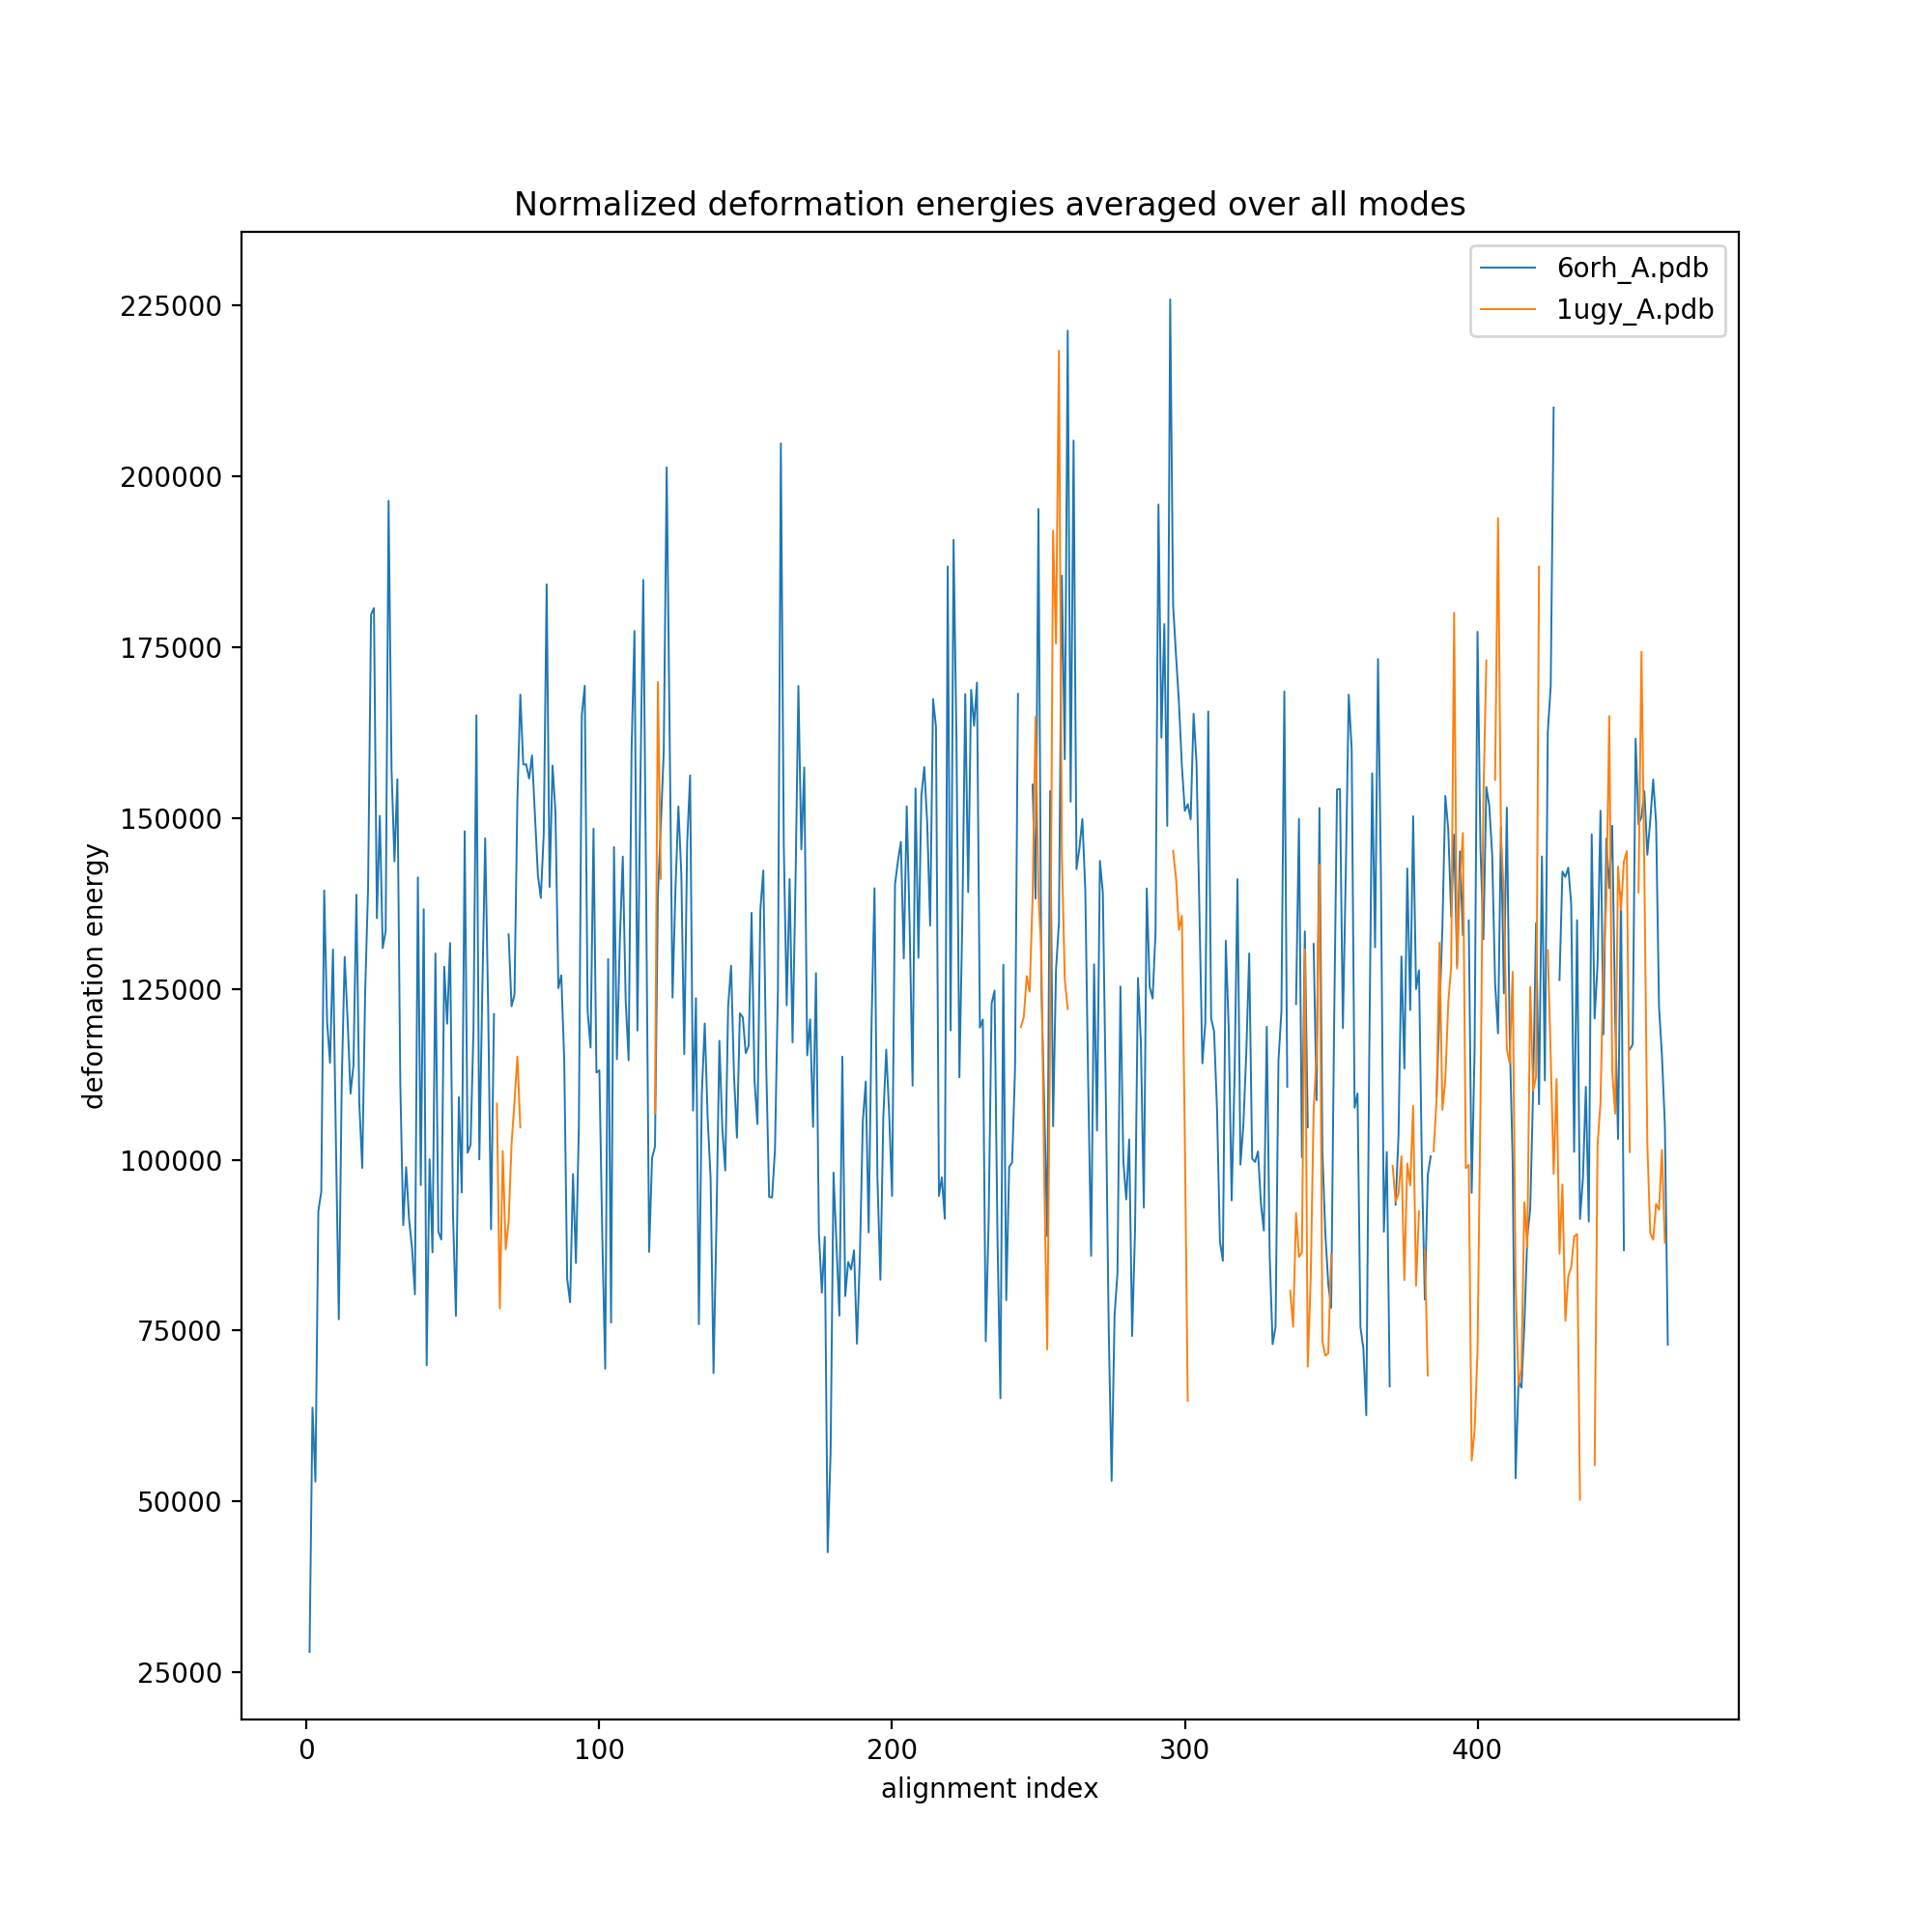 Normalized deformation energies averaged over all modes
6orh_A.pdb
1ugy_A.pdb
225000
200000
175000
150000
125000
100000
75000
50000
25000
deformation energy
0 100 200 300 400
alignment index